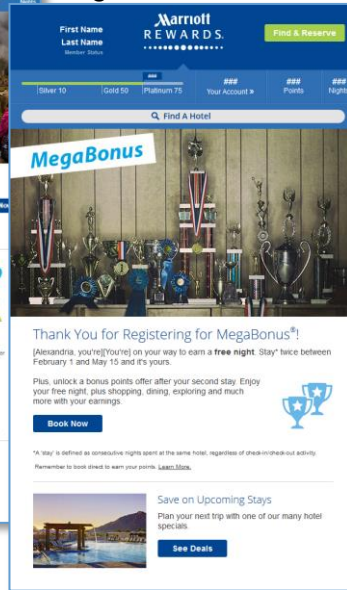 First Name
Last Name
Member Status
Marriott
REWARDS.
Find & Reserve
###
Silver 10
Gold 50
Platinum 75
###
Your Account »
###
Points
###
Nights
Find A Hotel
MegaBonus
Thank You for Registering for MegaBonus®!
[Alexandria, you're][You're] on your way to earn a free night. Stay* twice between
February 1 and May 15 and it's yours.
Plus, unlock a bonus points offer after your second stay. Enjoy
your free night, plus shopping, dining, exploring and much
more with your earnings.
Book Now
*A 'stay' is defined as consecutive nights spent at the same hotel, regardless of check-in/check-out activity.
Remember to book direct to earn your points. Learn More.
Save on Upcoming Stays
Plan your next trip with one of our many hotel
specials.
See Deals